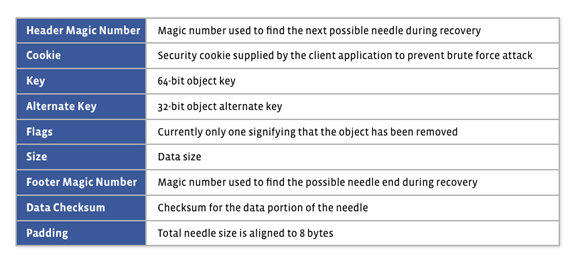 Header Magic Number Magic number used to find the next possible needle during recovery
Cookie Security cookie supplied by the client application to prevent brute force attack
Key 64-bit object key
Alternate Key 32-bit object alternate key
Flags Currently only one signifying that the object has been removed
Size Data size
Footer Magic Number Magic number used to find the possible needle end during recovery
Data Checksum Checksum for the data portion of the needle
Padding Total needle size is aligned to 8 bytes